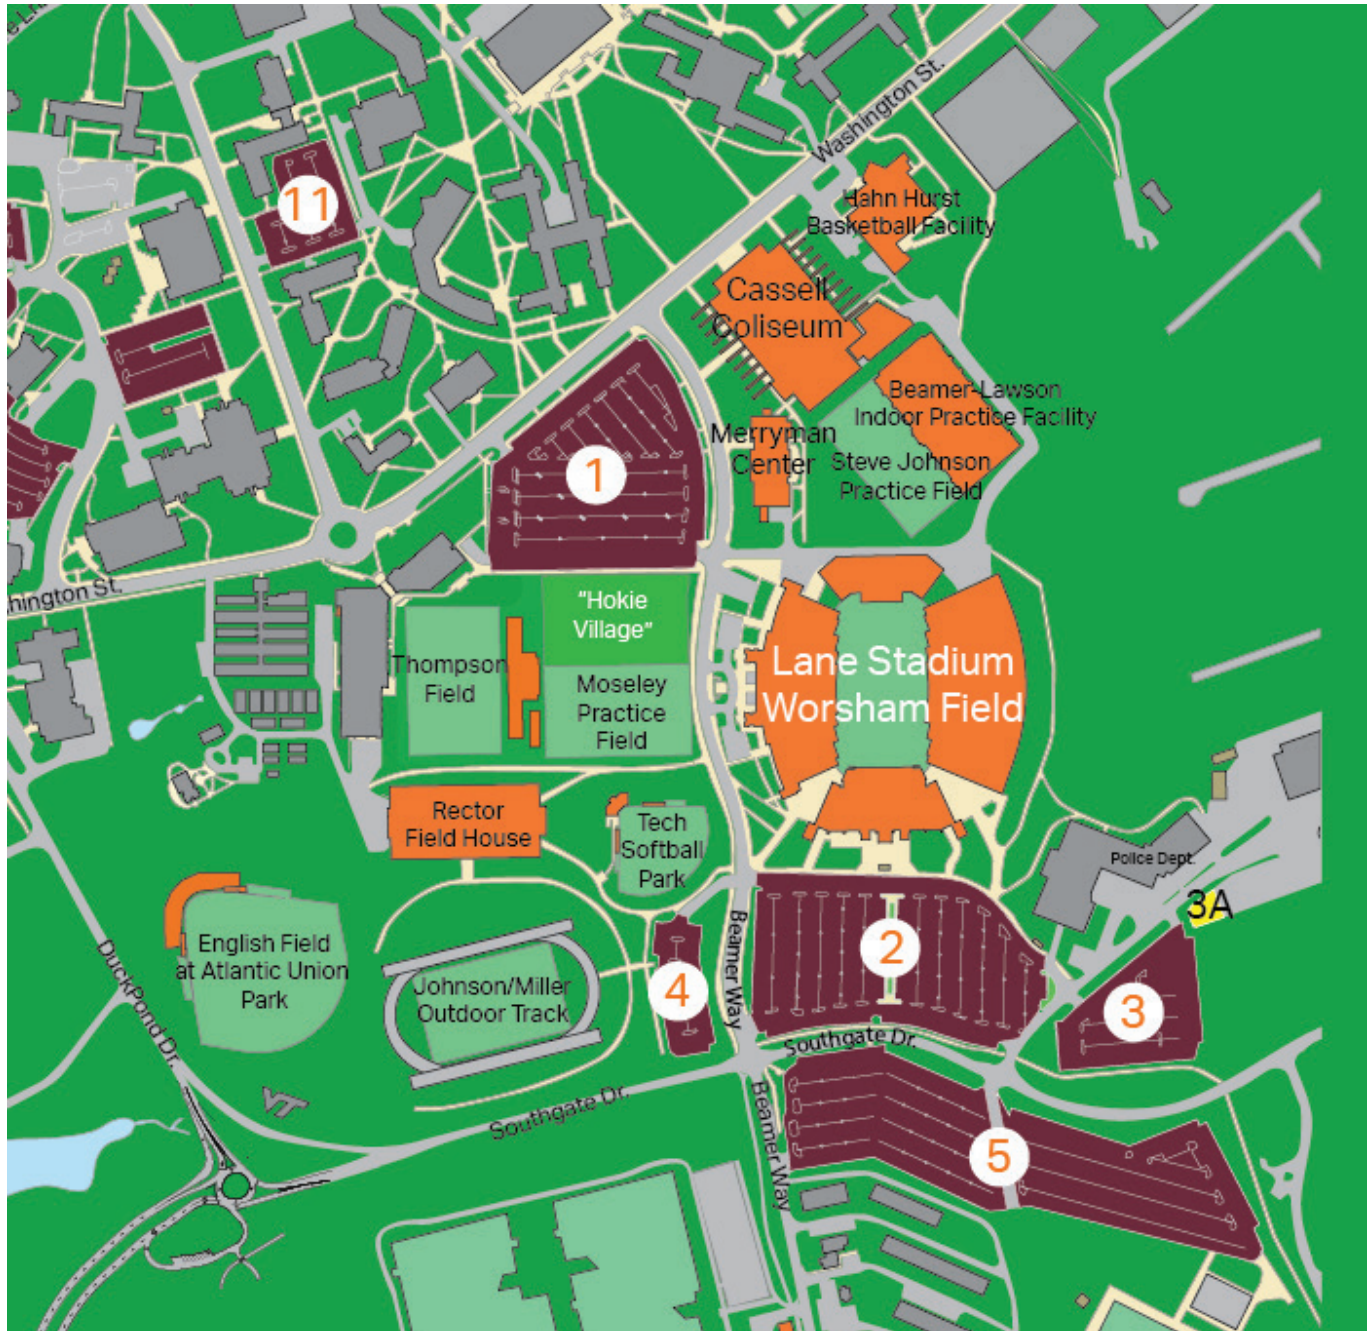 Washington St.
11
Hahn Hurst
Basketball Facility
Cassell
Coliseum
Beamer-Lawson
Indoor Practise Facility
Merryman
Center
Steve Johnson
Practice Field
1
hington St.
"Hokie
Village"
Thompson
Field
Moseley
Practice
Field
Lane Stadium
Worsham Field
Rector
Field House
Tech
Softball
Park
Police Dept.
3A
English Field
at Atlantic Union
Park
DuckPond Dr.
Johnson/Miller
Outdoor Track
4
Beamer Way
2
3
Southgate Dr.
Southgate Dr.
Beamer Way
5
VT